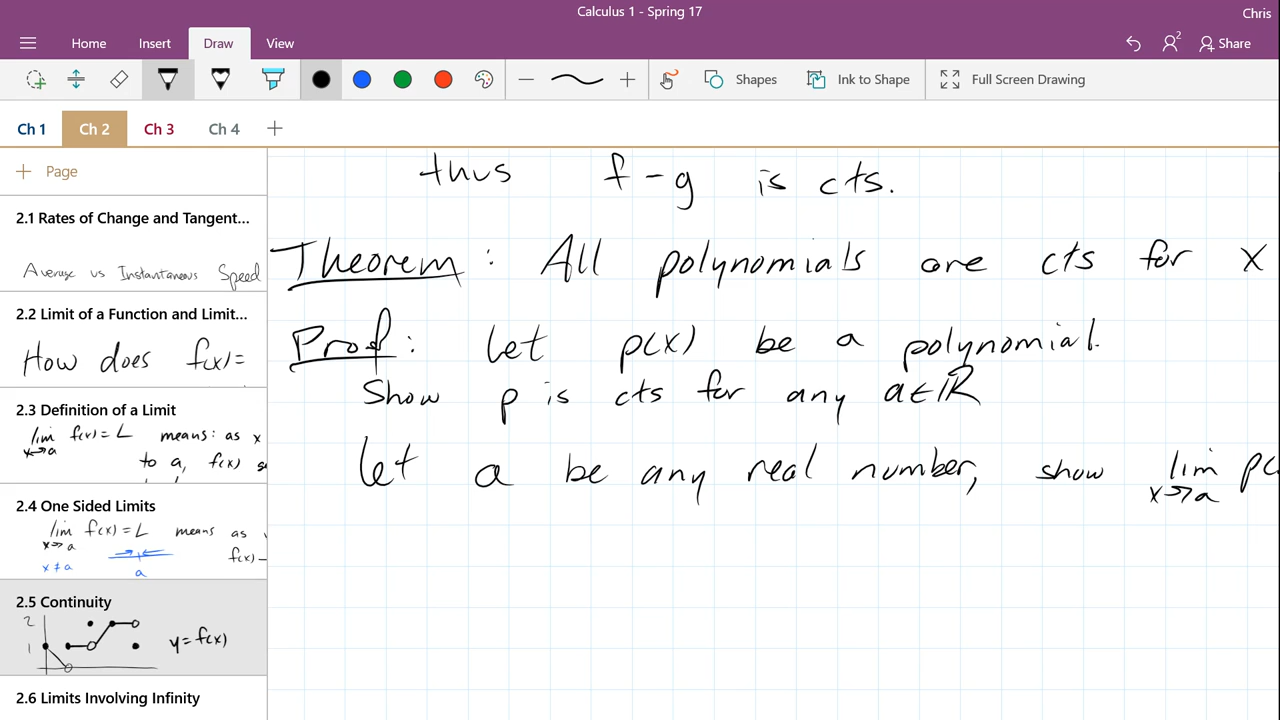 Calculus 1 - Spring 17
Chris
Home Insert Draw View
Share
Shapes Ink to Shape Full Screen Drawing
Ch 1 Ch 2 Ch 3 Ch 4
Page
2.1 Rates of Change and Tangent...
Average vs Instantaneous Speed
2.2 Limit of a Function and Limit...
How does f(x)=
2.3 Definition of a Limit
lim f(x) = L means: as x
x→a
to a, f(x)
2.4 One Sided Limits
lim f(x) = L means as
x→a
f(x) –
x≠a a
2.5 Continuity
2
1
y = f(x)
2.6 Limits Involving Infinity
thus f - g is cts.
Theorem: All polynomials are cts for x
Proof: Let p(x) be a polynomial.
Show p is cts for any a∈ℝ
let a be any real number, show lim p(
x→a